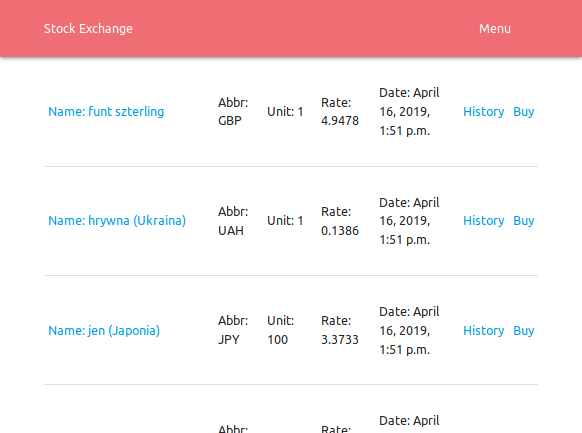 Stock Exchange
Menu
Name: funt szterling
Abbr:
GBP
Unit: 1
Rate:
4.9478
Date: April
16, 2019,
1:51 p.m.
History
Buy
Name: hrywna (Ukraina)
Abbr:
UAH
Unit: 1
Rate:
0.1386
Date: April
16, 2019,
1:51 p.m.
History
Buy
Name: jen (Japonia)
Abbr:
JPY
Unit:
100
Rate:
3.3733
Date: April
16, 2019,
1:51 p.m.
History
Buy
Abbr:
Rate:
Date: April